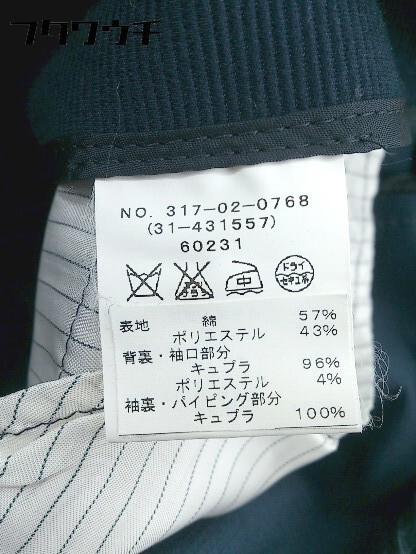 フクワウチ
NO. 317-02-0768
(31-431557)
60231
中
ドライ
セキユ系
表地 綿 57%
ポリエステル 43%
背裏・袖口部分
キュプラ 96%
ポリエステル 4%
袖裏・パイピング部分
キュプラ 100%